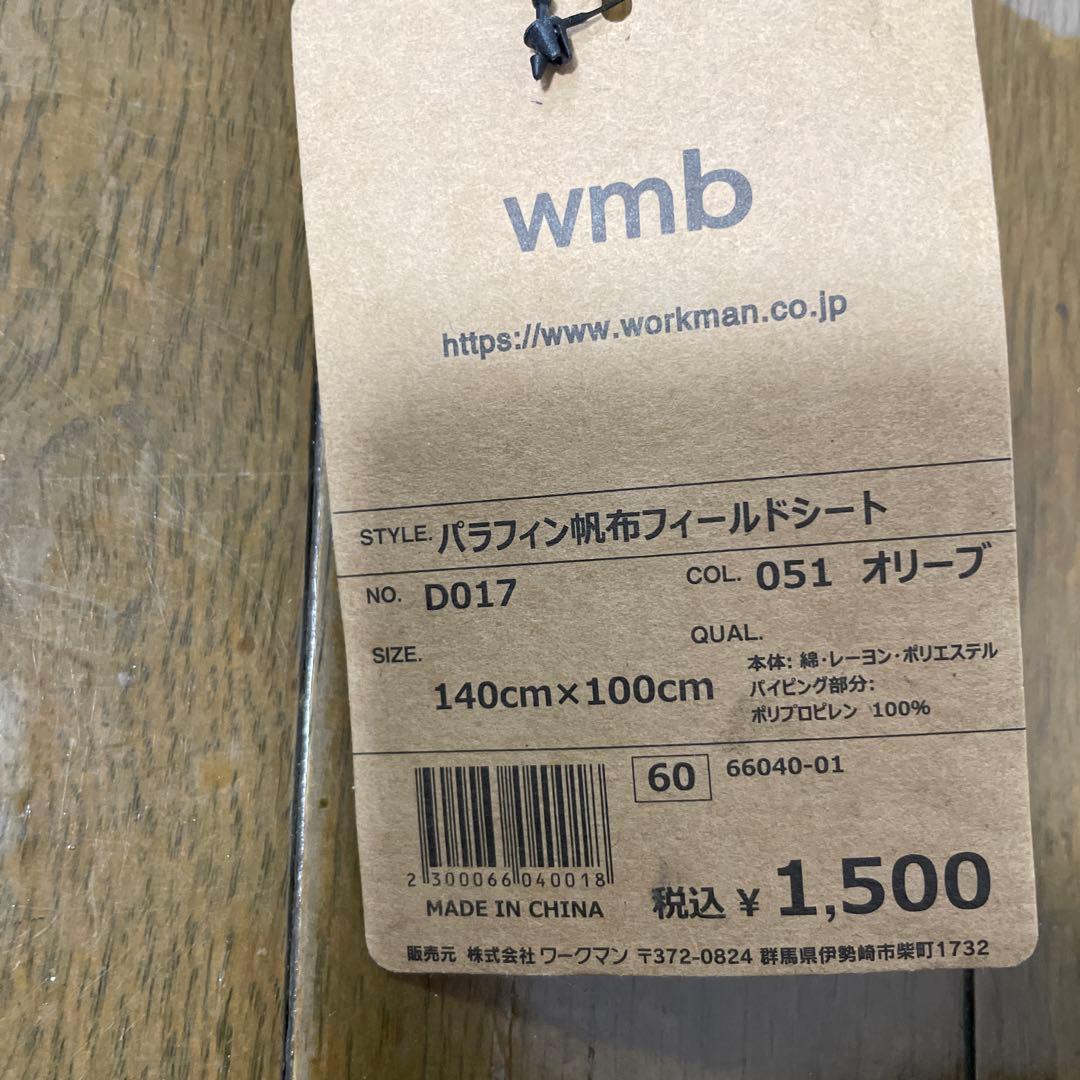 wmb
https://www.workman.co.jp
STYLE. パラフィン帆布フィールドシート
NO. D017 COL. 051 オリーブ
SIZE. 140cm×100cm
QUAL.
本体: 綿・レーヨン・ポリエステル
パイピング部分:
ポリプロピレン 100%
60 66040-01
2 300066 040018
MADE IN CHINA
税込 ¥ 1,500
販売元 株式会社 ワークマン 〒372-0824 群馬県伊勢崎市柴町1732